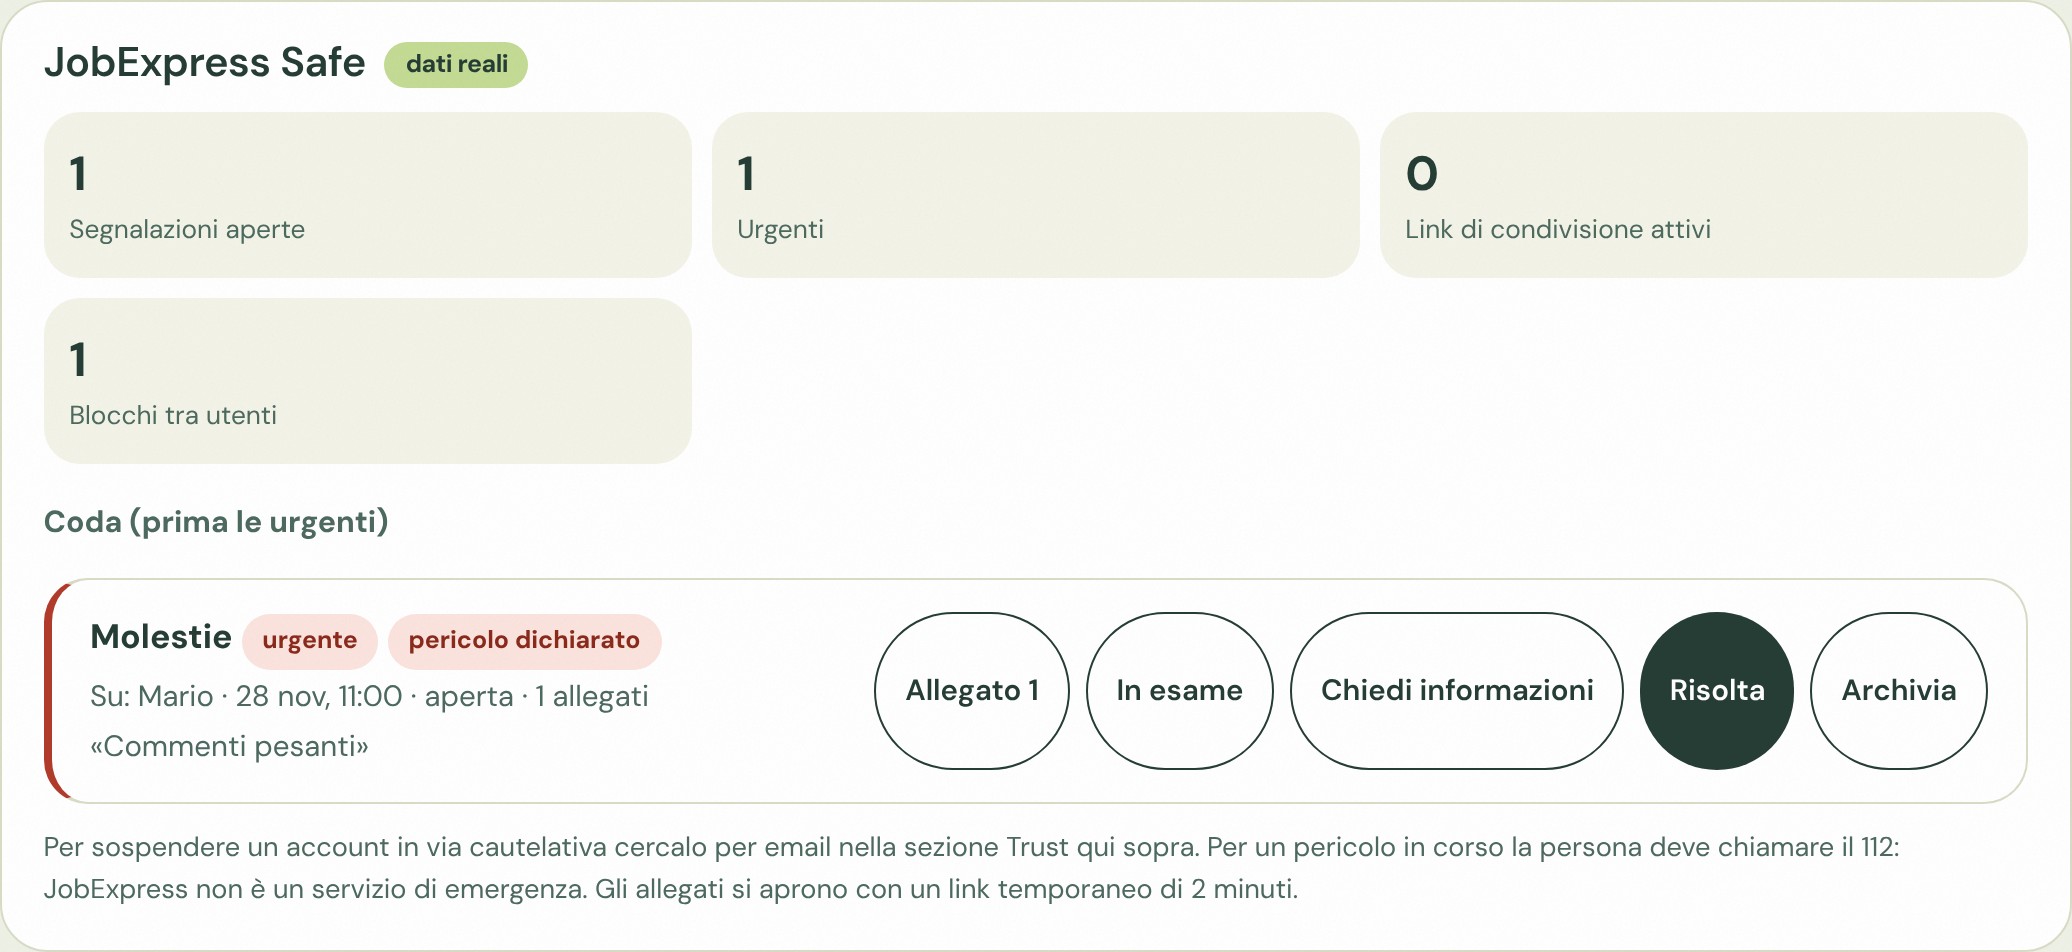 JobExpress Safe dati reali
1
Segnalazioni aperte
1
Urgenti
0
Link di condivisione attivi
1
Blocchi tra utenti
Coda (prima le urgenti)
Molestie urgente pericolo dichiarato
Su: Mario · 28 nov, 11:00 · aperta · 1 allegati
«Commenti pesanti»
Allegato 1
In esame
Chiedi informazioni
Risolta
Archivia
Per sospendere un account in via cautelativa cercalo per email nella sezione Trust qui sopra. Per un pericolo in corso la persona deve chiamare il 112:
JobExpress non è un servizio di emergenza. Gli allegati si aprono con un link temporaneo di 2 minuti.